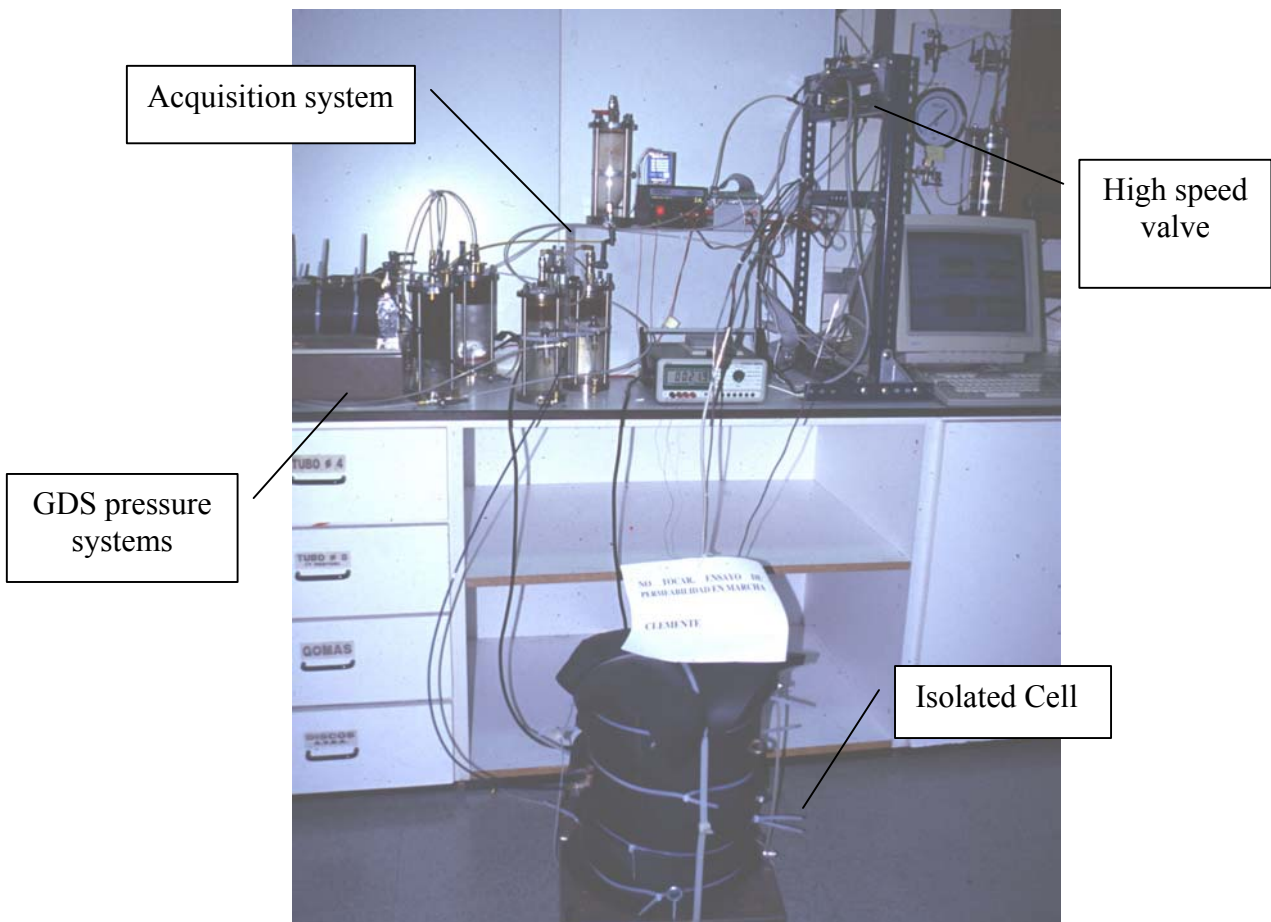 Acquisition system
High speed
valve
GDS pressure
systems
Isolated Cell
TUBO # 4
TUBO # 5
GOMAS
DISCOS
NO TOCAR. ENSAYO DE
PERMEABILIDAD EN MARCHA
CLEMENTE